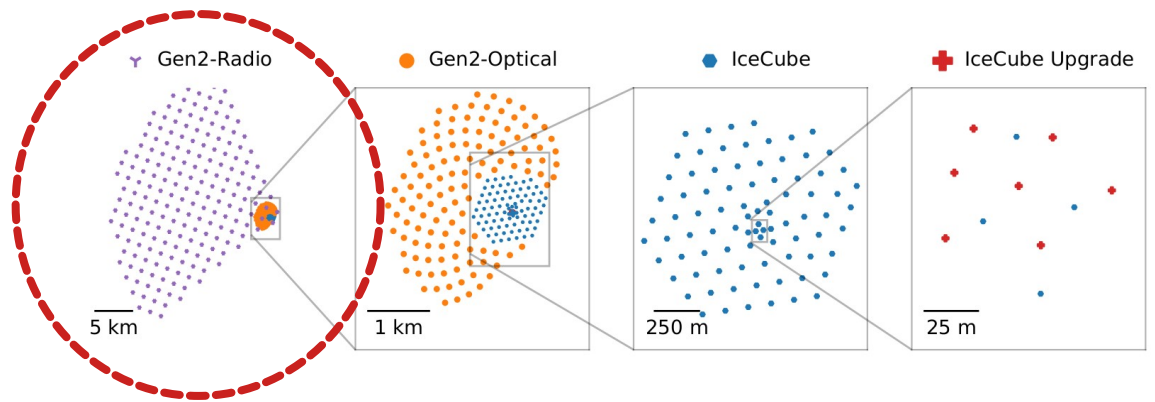 Gen2-Radio
Gen2-Optical
IceCube
IceCube Upgrade
5 km
1 km
250 m
25 m